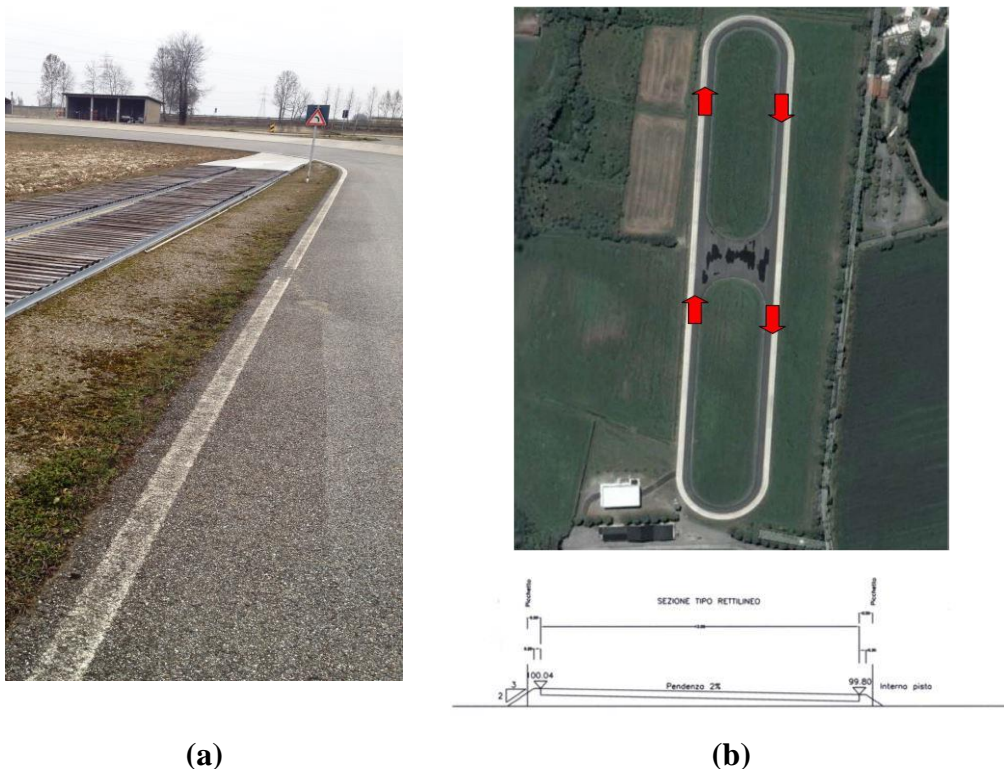 Picchetto
Picchetto
SEZIONE TIPO RETTILINEO
100.04
Pendenza 2%
99.80
Interno pista
3
2
(a)
(b)